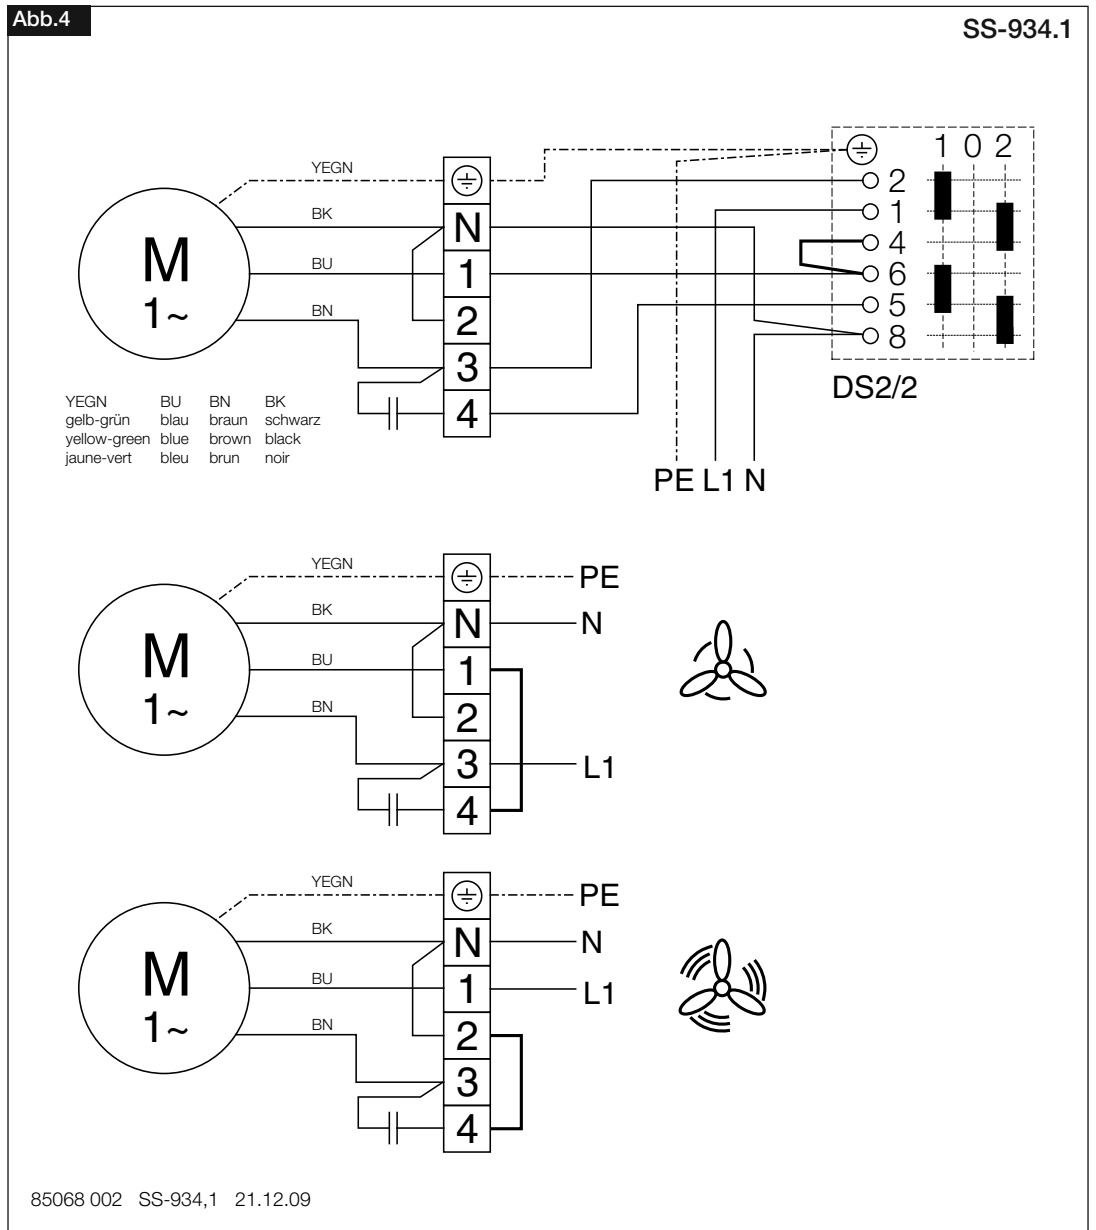 Abb.4
SS-934.1
1 0 2
YEGN
BK
BU
BN
M
1~
N
1
2
3
4
2
1
4
6
5
8
DS2/2
YEGN BU BN BK
gelb-grün blau braun schwarz
yellow-green blue brown black
jaune-vert bleu brun noir
PE L1 N
YEGN
BK
BU
BN
M
1~
N
1
2
3
4
PE
N
L1
YEGN
BK
BU
BN
M
1~
N
1
2
3
4
PE
N
L1
85068 002 SS-934,1 21.12.09